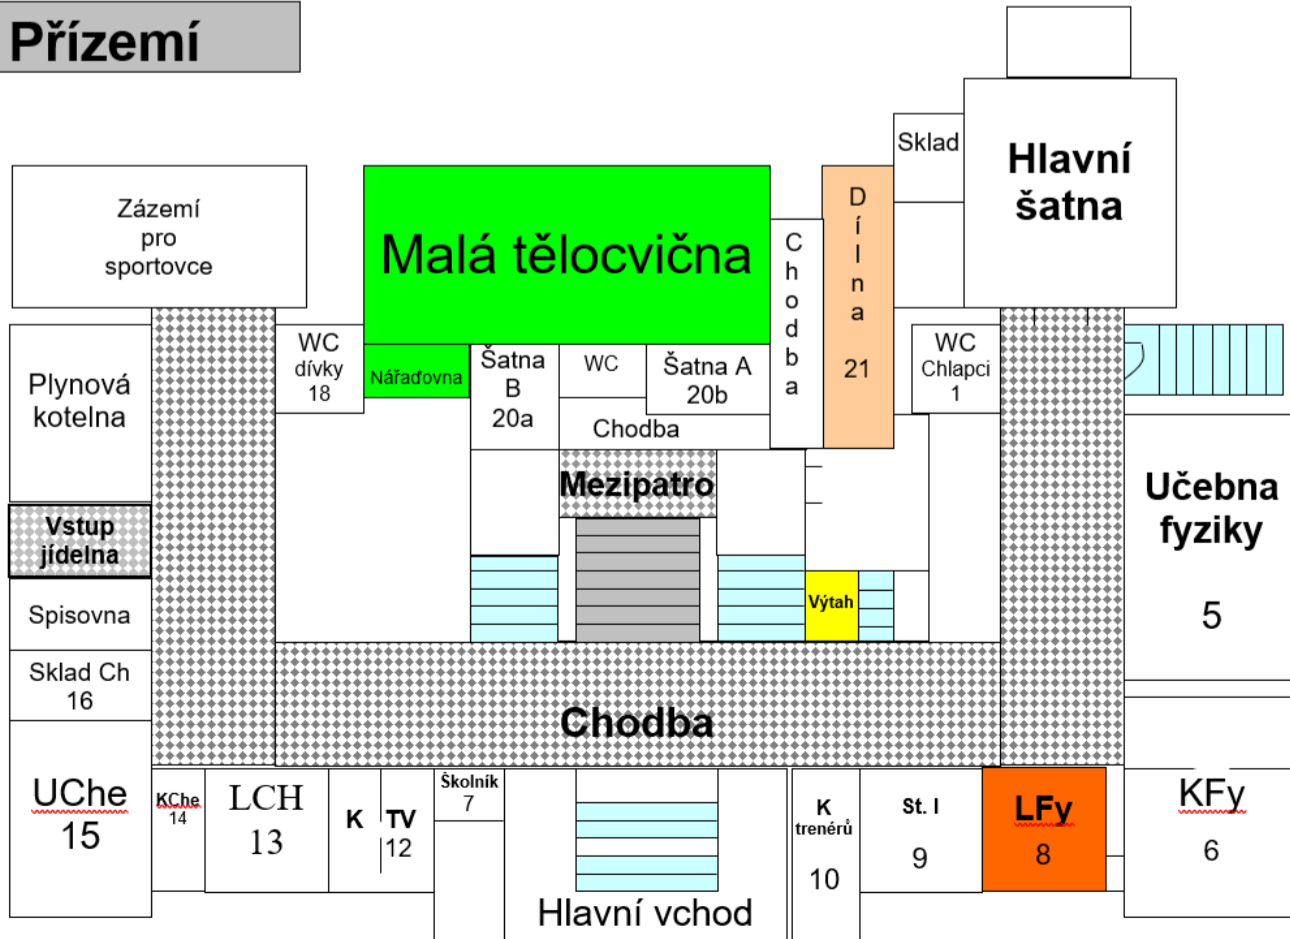 Přízemí
Sklad
Hlavní
šatna
Zázemí
pro
sportovce
Malá tělocvična
Chodba
Dílna
21
WC
dívky
18
Nářaďovna
Šatna
B
20a
WC
Šatna A
20b
Chodba
WC
Chlapci
1
Plynová
kotelna
Mezipatro
Učebna
fyziky
5
Vstup
jídelna
Spisovna
Výtah
Sklad Ch
16
Chodba
UChe
15
KChe
14
LCH
13
K TV
12
Školník
7
Hlavní vchod
K
trenérů
10
St. I
9
LFy
8
KFy
6